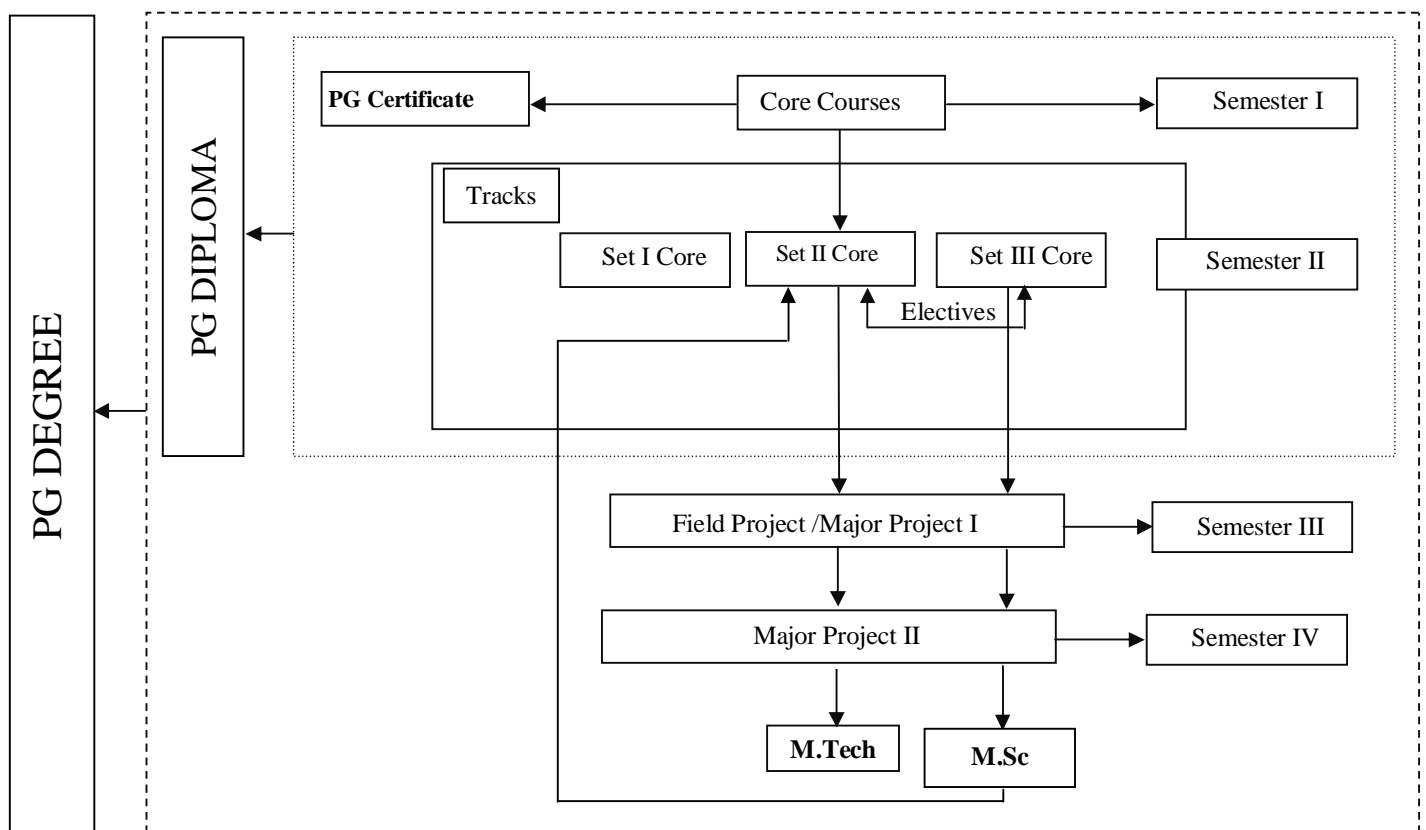 PG DEGREE
PG DIPLOMA
PG Certificate
Core Courses
Semester I
Tracks
Set I Core
Set II Core
Set III Core
Semester II
Electives
Field Project /Major Project I
Semester III
Major Project II
Semester IV
M.Tech
M.Sc